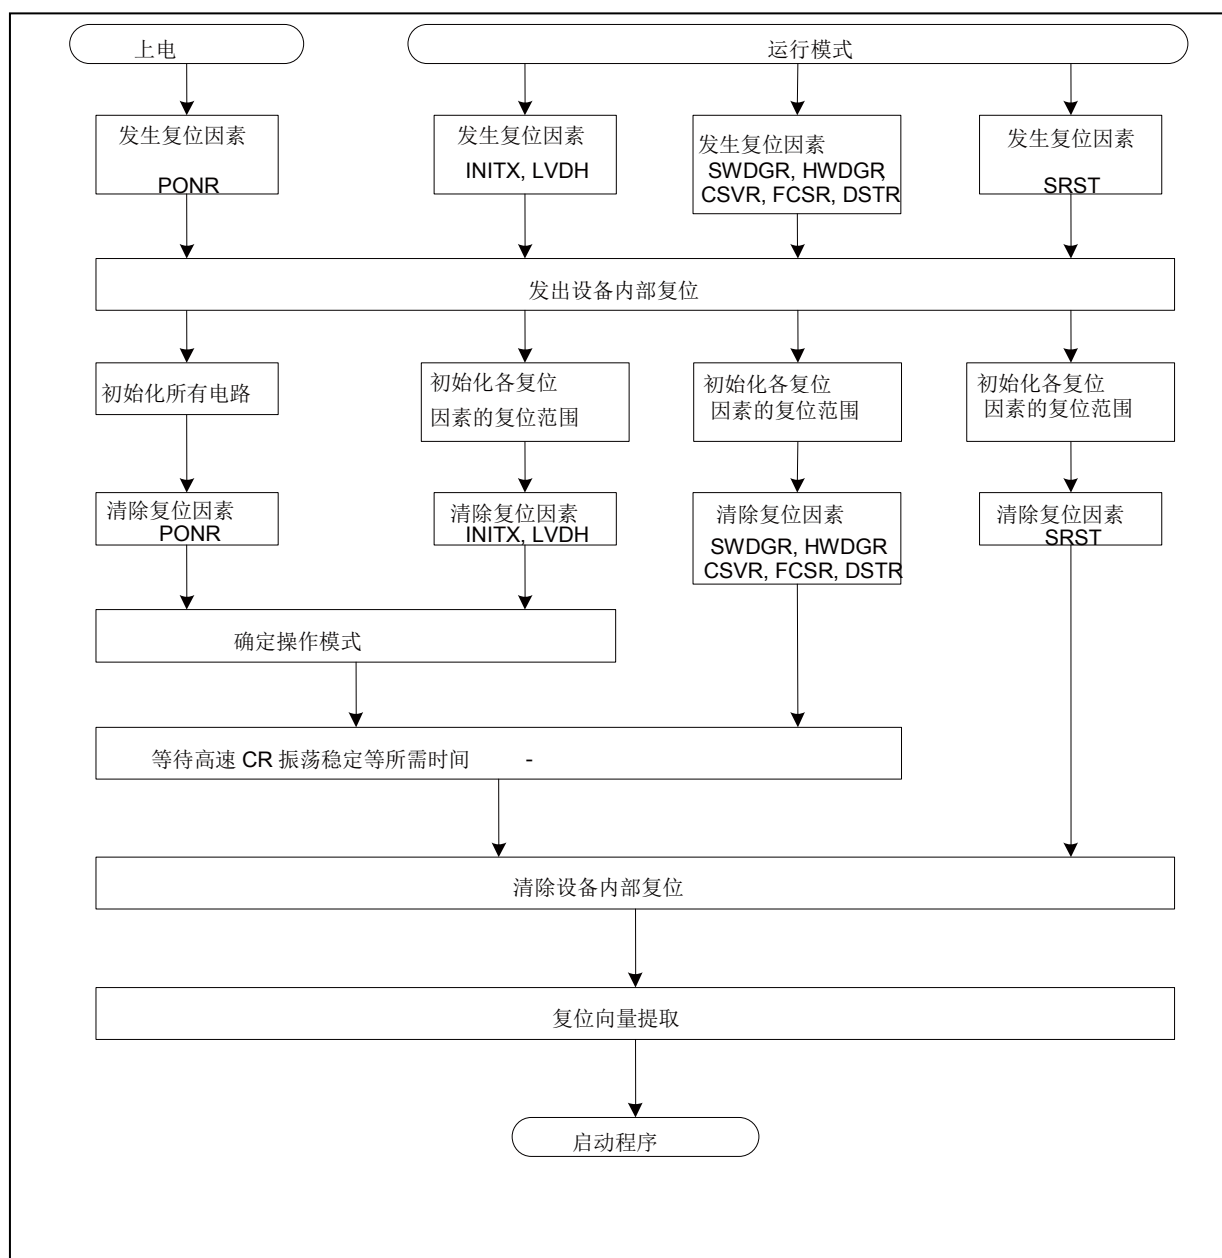 上电
运行模式
发生复位因素
PONR
发生复位因素
INITX, LVDH
发生复位因素
SWDGR, HWDGR
CSVR, FCSR, DSTR
发生复位因素
SRST
发出设备内部复位
初始化所有电路
初始化各复位
因素的复位范围
初始化各复位
因素的复位范围
初始化各复位
因素的复位范围
清除复位因素
PONR
清除复位因素
INITX, LVDH
清除复位因素
SWDGR, HWDGR
CSVR, FCSR, DSTR
清除复位因素
SRST
确定操作模式
等待高速 CR 振荡稳定等所需时间 -
清除设备内部复位
复位向量提取
启动程序